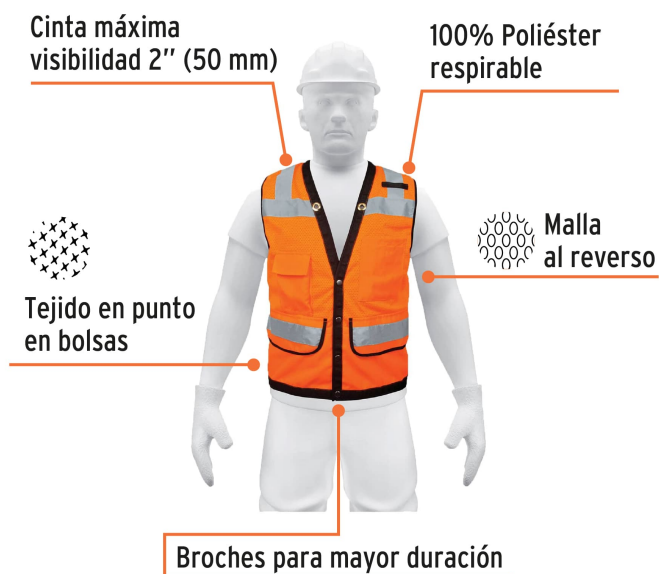 Cinta máxima
visibilidad 2” (50 mm)
100% Poliéster
respirable
Malla
al reverso
Tejido en punto
en bolsas
Broches para mayor duración